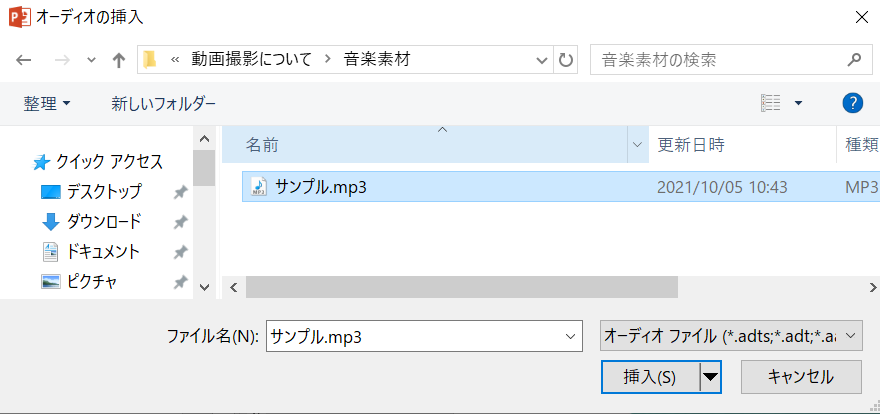 オーディオの挿入
« 動画撮影について > 音楽素材
音楽素材の検索
整理 新しいフォルダー
名前 更新日時 種類
クイック アクセス
デスクトップ
ダウンロード
ドキュメント
ピクチャ
サンプル.mp3 2021/10/05 10:43 MP3
ファイル名(N): サンプル.mp3
オーディオ ファイル (*.adts;*.adt;*.aa
挿入(S) キャンセル